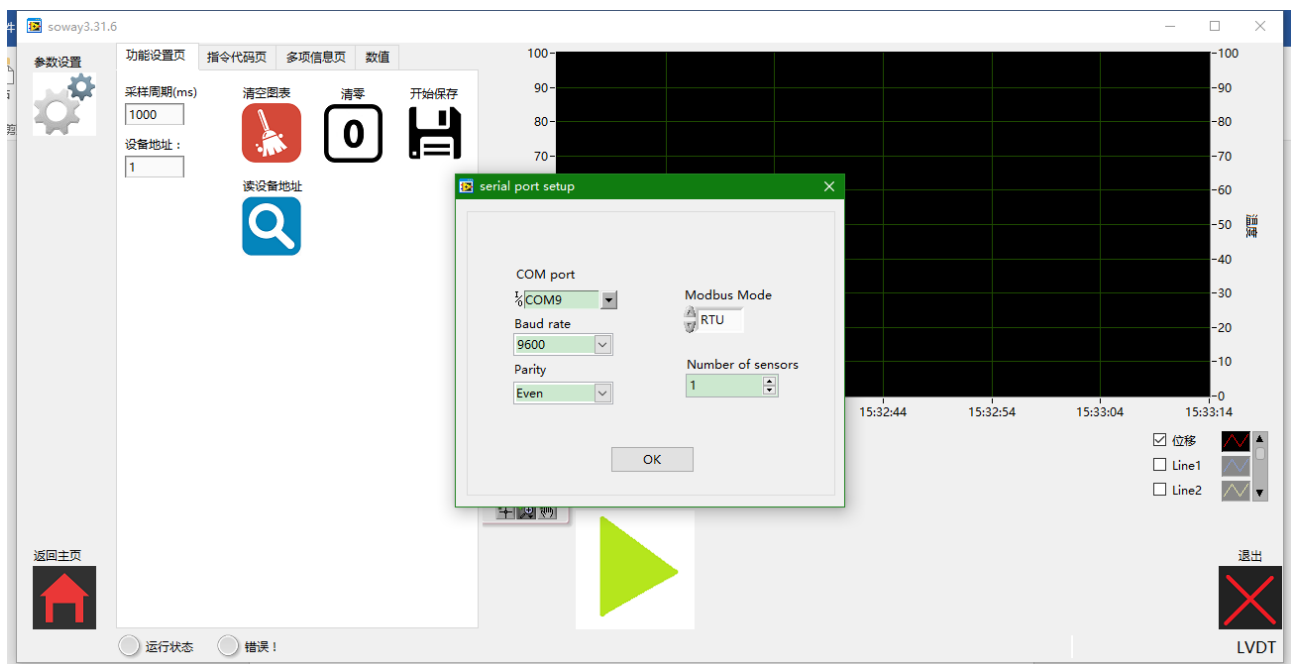 件
soway3.31.6
参数设置
功能设置页 指令代码页 多项信息页 数值
采样周期(ms)
1000
设备地址：
1
清空图表 清零 开始保存
0
读设备地址
100
90
80
70
serial port setup
COM port
COM9
Baud rate
9600
Parity
Even
Modbus Mode
RTU
Number of sensors
1
OK
100
90
80
70
60
50
40
30
20
10
0
15:32:44 15:32:54 15:33:04 15:33:14
位移
Line1
Line2
返回主页
退出
运行状态 错误！
LVDT